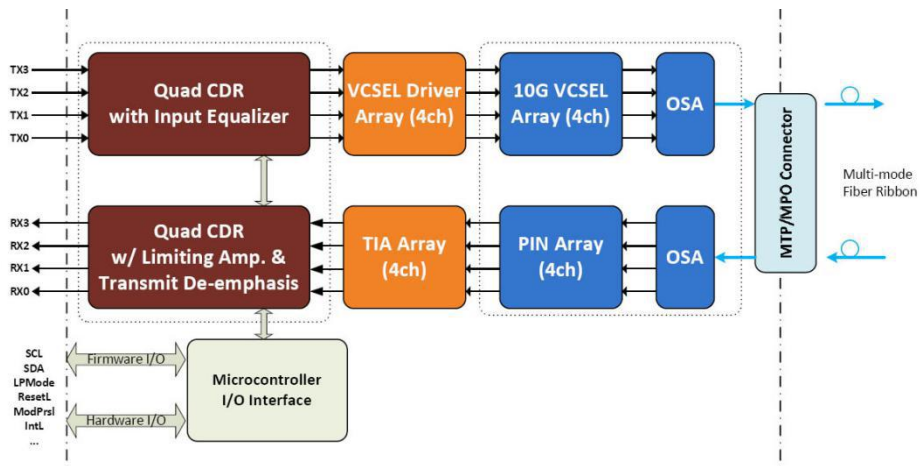 TX3
TX2
TX1
TX0
Quad CDR
with Input Equalizer
VCSEL Driver
Array (4ch)
10G VCSEL
Array (4ch)
OSA
MTP/MPO Connector
Multi-mode
Fiber Ribbon
RX3
RX2
RX1
RX0
Quad CDR
w/ Limiting Amp. &
Transmit De-emphasis
TIA Array
(4ch)
PIN Array
(4ch)
OSA
SCL
SDA
LPMode
ResetL
ModPrsl
IntL
...
Firmware I/O
Hardware I/O
Microcontroller
I/O Interface